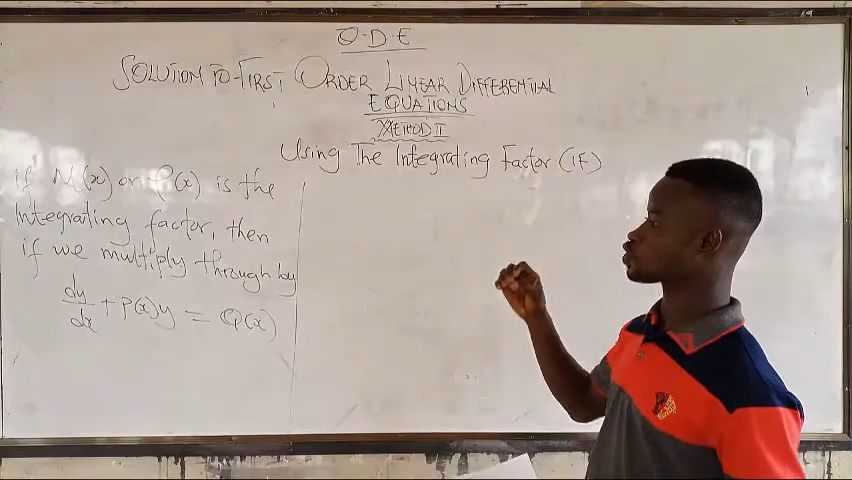 O.D.E
SOLUTION TO FIRST ORDER LINEAR DIFFERENTIAL
EQUATIONS
METHOD II
Using The Integrating Factor (IF)
if M(x) or φ(x) is the
Integrating factor, then
if we multiply through by
dy/dx + P(x)y = Q(x)